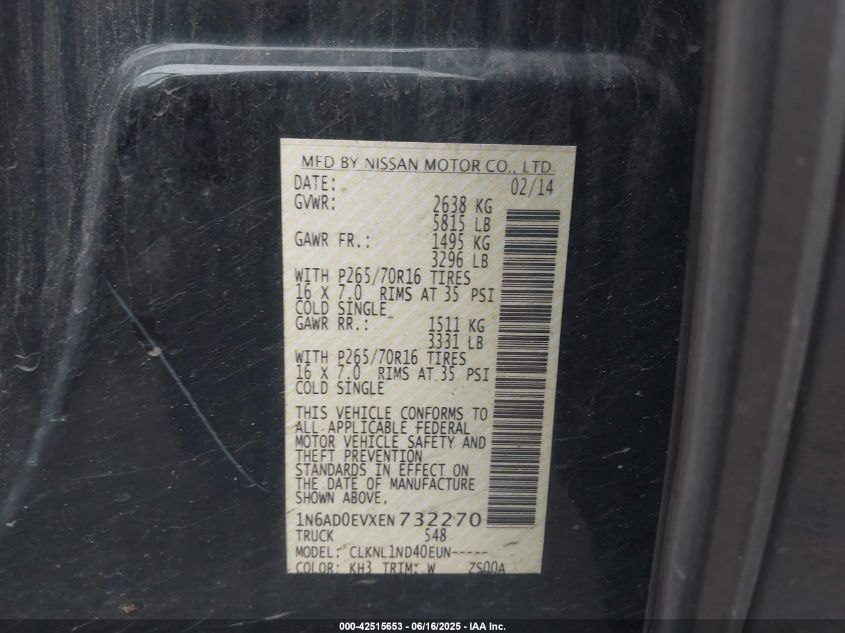 MFD BY NISSAN MOTOR CO., LTD.
DATE: 02/14
GVWR: 2638 KG
5815 LB
GAWR FR.: 1495 KG
3296 LB
WITH P265/70R16 TIRES
16 X 7.0 RIMS AT 35 PSI
COLD SINGLE
GAWR RR.: 1511 KG
3331 LB
WITH P265/70R16 TIRES
16 X 7.0 RIMS AT 35 PSI
COLD SINGLE
THIS VEHICLE CONFORMS TO
ALL APPLICABLE FEDERAL
MOTOR VEHICLE SAFETY AND
THEFT PREVENTION
STANDARDS IN EFFECT ON
THE DATE OF MANUFACTURE
SHOWN ABOVE.
1N6AD0EVXEN732270
TRUCK 548
MODEL: CLKNL1ND40EUN-----
COLOR: KH3 TRIM: W ZS00A
000-42515653 - 06/16/2025 - IAA Inc.